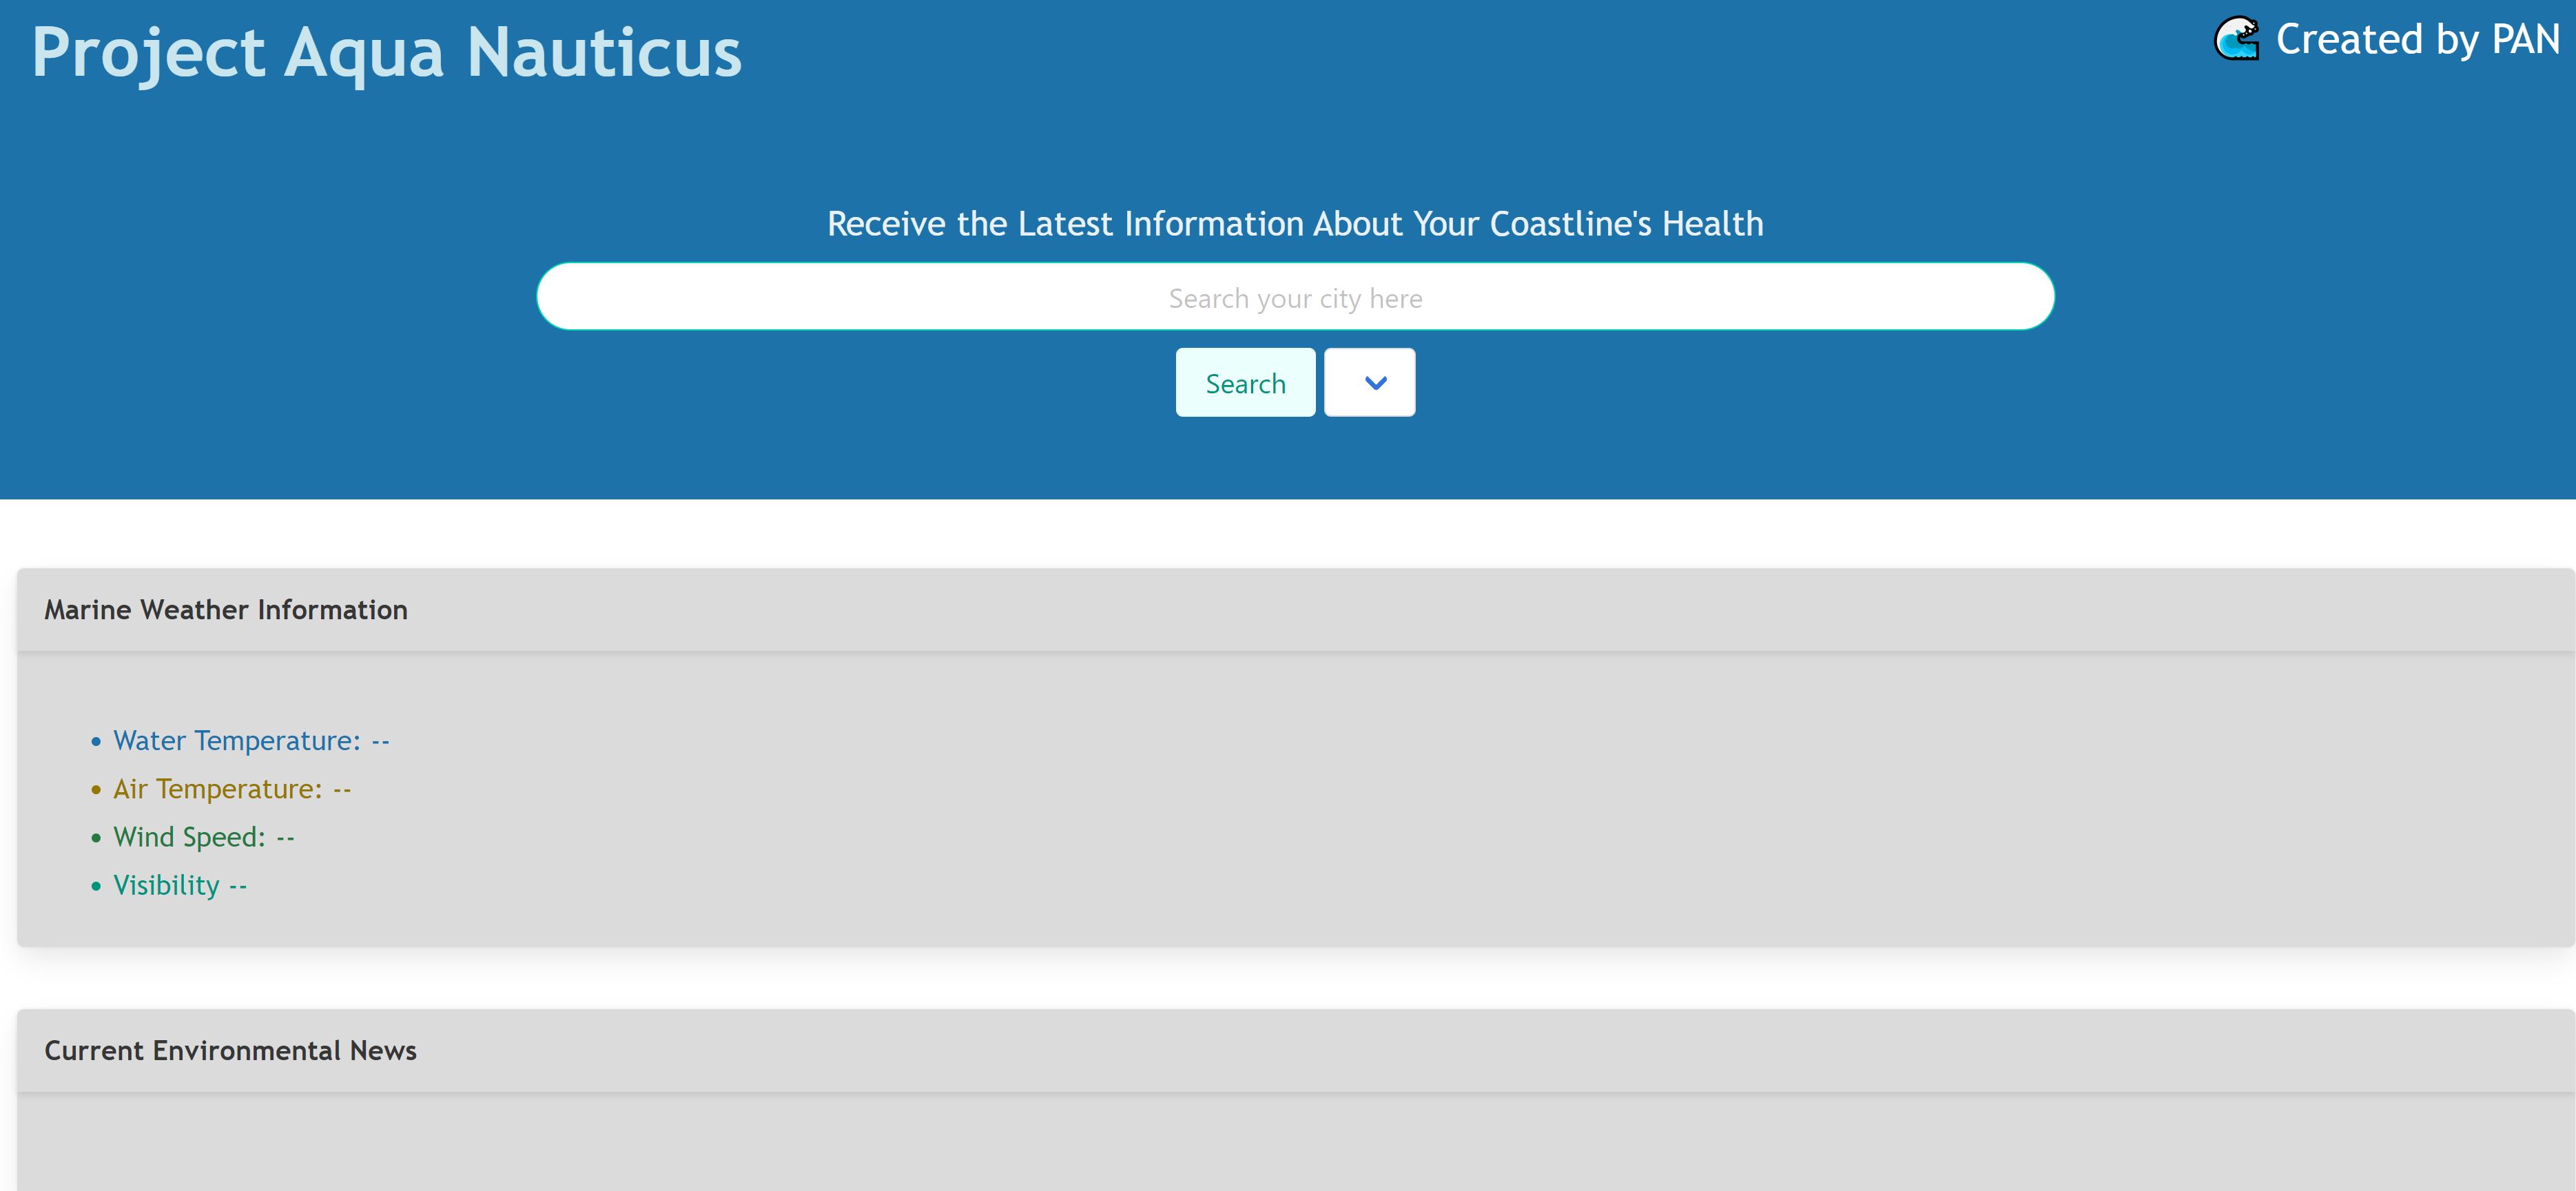 Project Aqua Nauticus
Created by PAN
Receive the Latest Information About Your Coastline's Health
Search your city here
Search
Marine Weather Information
• Water Temperature: --
• Air Temperature: --
• Wind Speed: --
• Visibility --
Current Environmental News